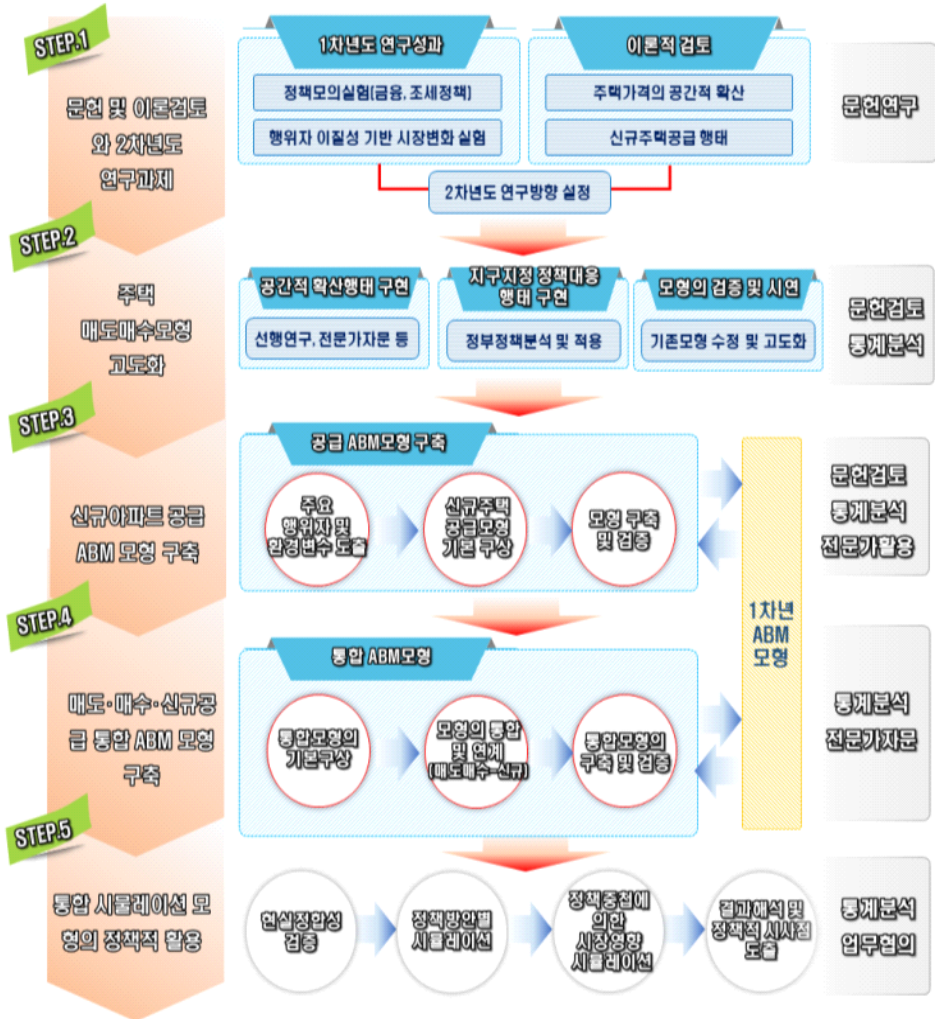 STEP.1
문헌 및 이론검토
와 2차년도
연구과제
1차년도 연구성과
정책모의실험(금융, 조세정책)
행위자 이질성 기반 시장변화 실험
이론적 검토
주택가격의 공간적 확산
신규주택공급 행태
2차년도 연구방향 설정
문헌연구
STEP.2
주택
매도매수모형
고도화
공간적 확산행태 구현
선행연구, 전문가자문 등
지구지정 정책대응
행태 구현
정부정책분석 및 적용
모형의 검증 및 시연
기존모형 수정 및 고도화
문헌검토
통계분석
STEP.3
신규아파트 공급
ABM 모형 구축
공급 ABM모형 구축
주요
행위자 및
환경변수 도출
신규주택
공급모형
기본 구상
모형 구축
및 검증
1차년
ABM
모형
문헌검토
통계분석
전문가활용
STEP.4
매도·매수·신규공
급 통합 ABM 모형
구축
통합 ABM모형
통합모형의
기본구상
모형의 통합
및 연계
(매도매수-신규)
통합모형의
구축 및 검증
통계분석
전문가자문
STEP.5
통합 시뮬레이션 모
형의 정책적 활용
현실정합성
검증
정책방안별
시뮬레이션
정책중첩에
의한
시장영향
시뮬레이션
결과해석 및
정책적 시사점
도출
통계분석
업무협의